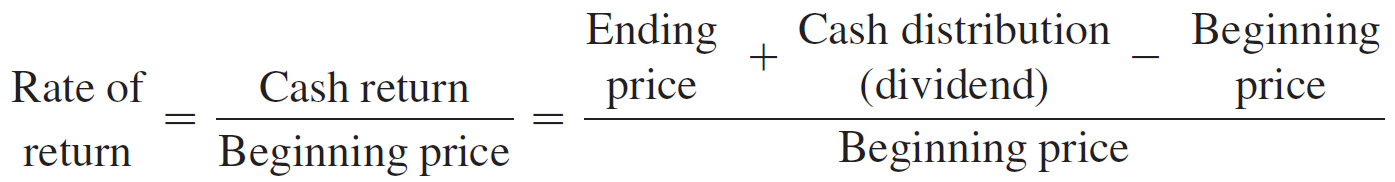 Rate of return = Cash return / Beginning price = Ending price + Cash distribution (dividend) − Beginning price / Beginning price